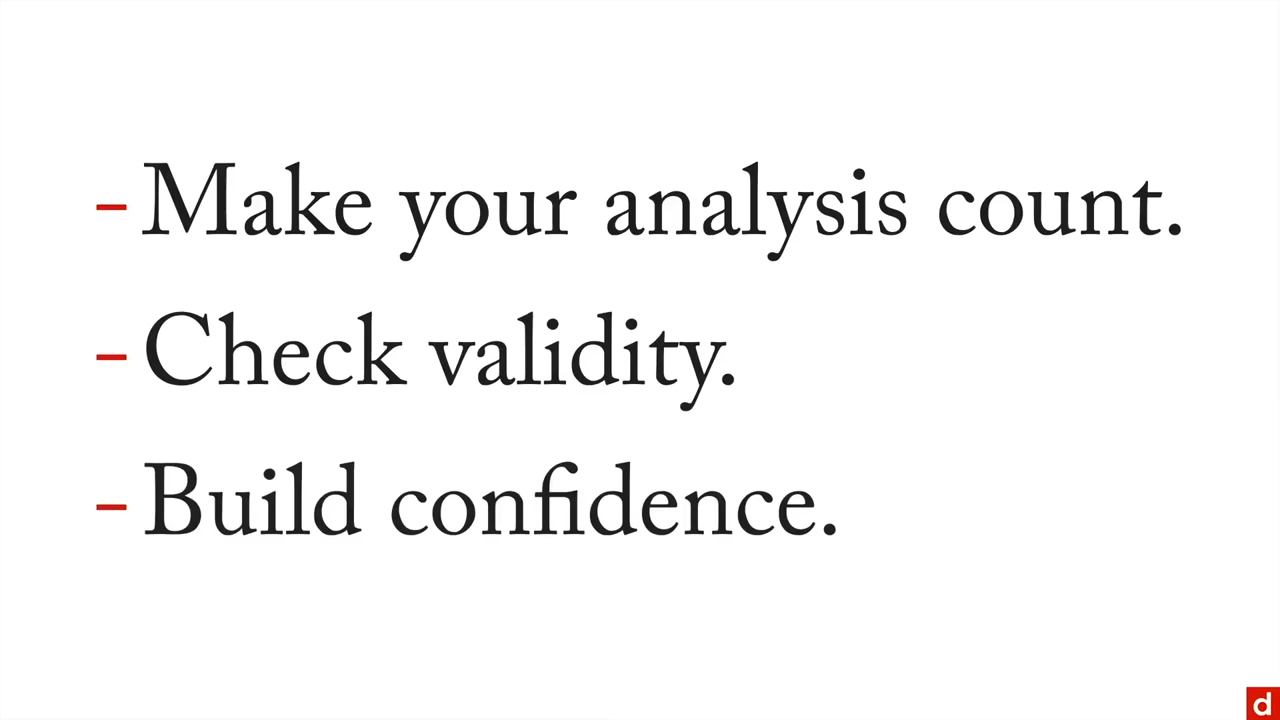 - Make your analysis count.
- Check validity.
- Build confidence.
d